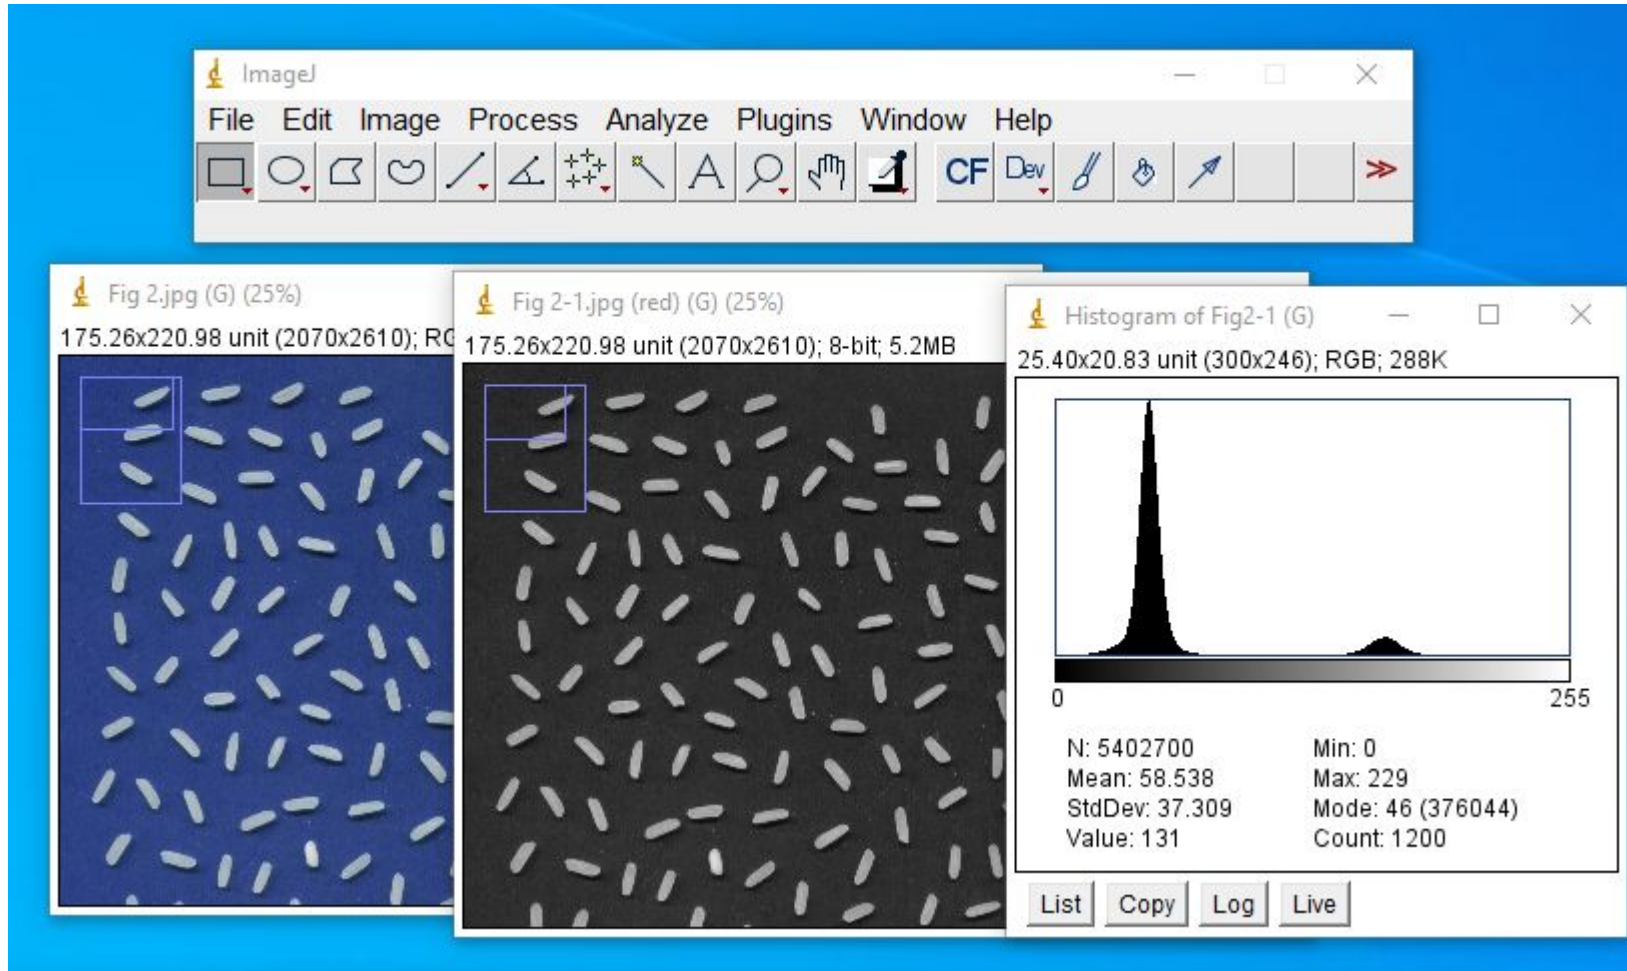 ImageJ
File Edit Image Process Analyze Plugins Window Help
A CF Dev >>
Fig 2.jpg (G) (25%)
175.26x220.98 unit (2070x2610); RG
Fig 2-1.jpg (red) (G) (25%)
175.26x220.98 unit (2070x2610); 8-bit; 5.2MB
Histogram of Fig2-1 (G)
25.40x20.83 unit (300x246); RGB; 288K
0 255
N: 5402700 Min: 0
Mean: 58.538 Max: 229
StdDev: 37.309 Mode: 46 (376044)
Value: 131 Count: 1200
List Copy Log Live